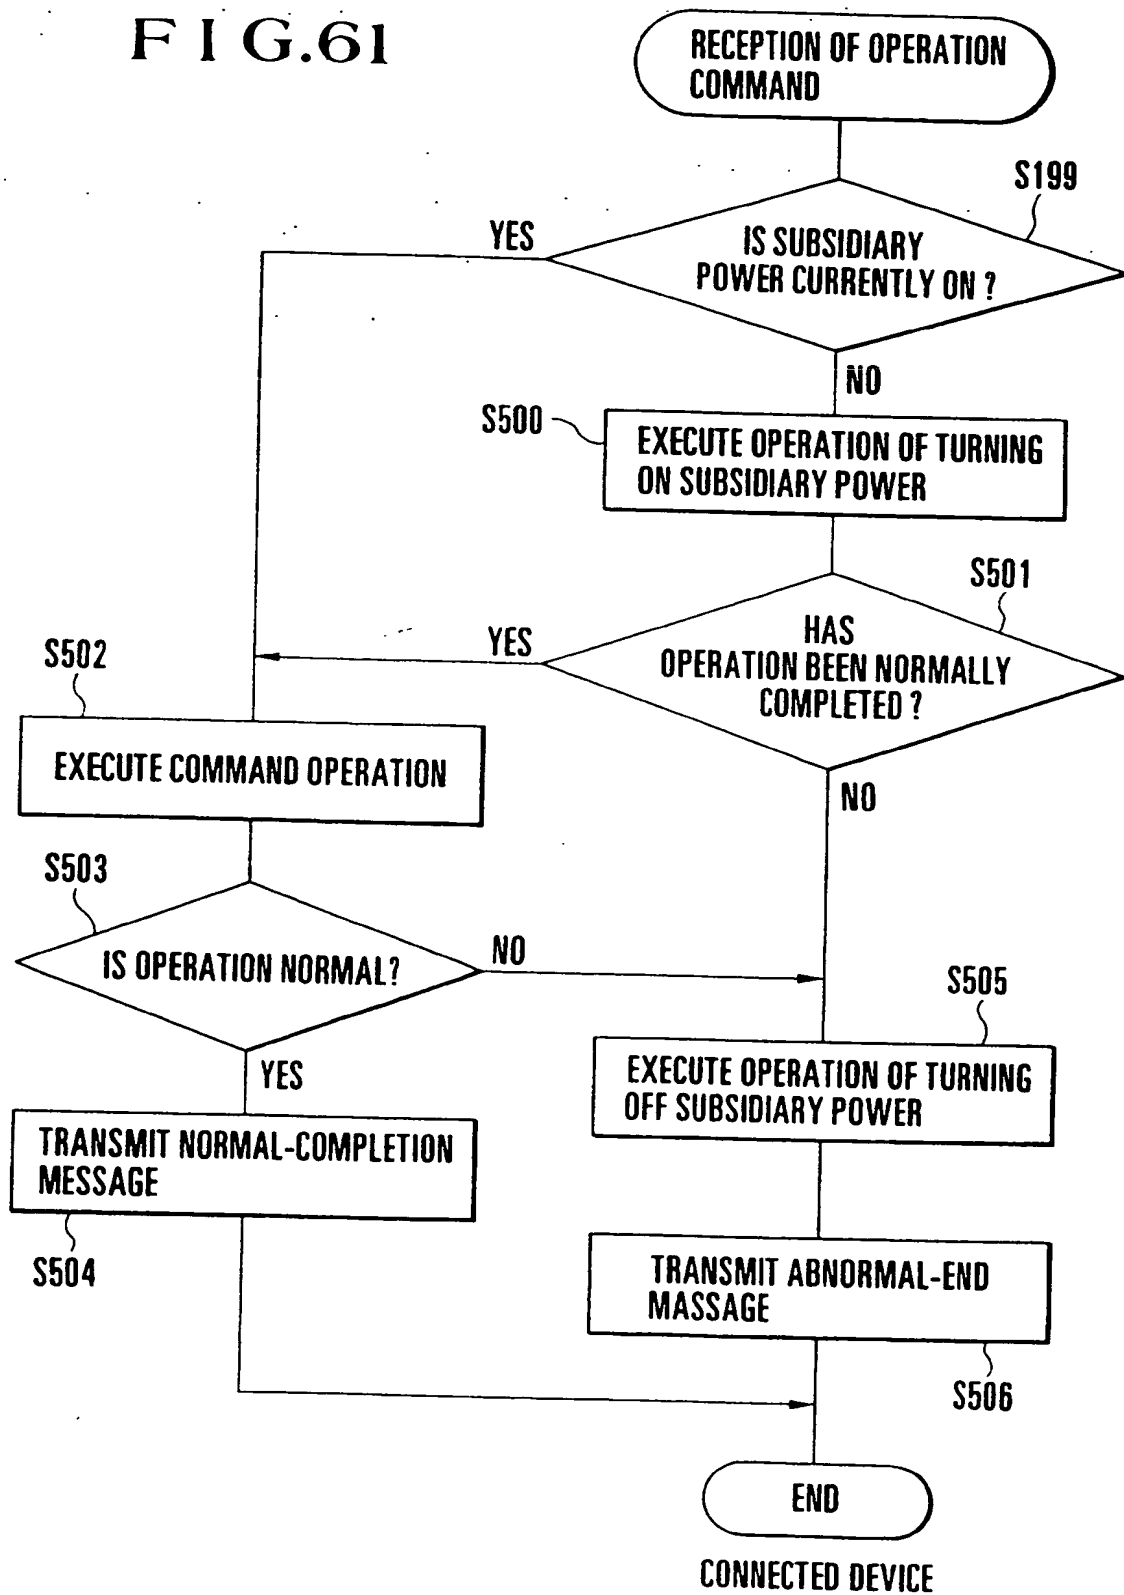 FIG.61
RECEPTION OF OPERATION
COMMAND
S199
YES
IS SUBSIDIARY
POWER CURRENTLY ON ?
NO
S500
EXECUTE OPERATION OF TURNING
ON SUBSIDIARY POWER
S501
YES
HAS
OPERATION BEEN NORMALLY
COMPLETED ?
NO
S502
EXECUTE COMMAND OPERATION
S503
IS OPERATION NORMAL?
NO
YES
S505
EXECUTE OPERATION OF TURNING
OFF SUBSIDIARY POWER
TRANSMIT NORMAL-COMPLETION
MESSAGE
S504
TRANSMIT ABNORMAL-END
MASSAGE
S506
END
CONNECTED DEVICE